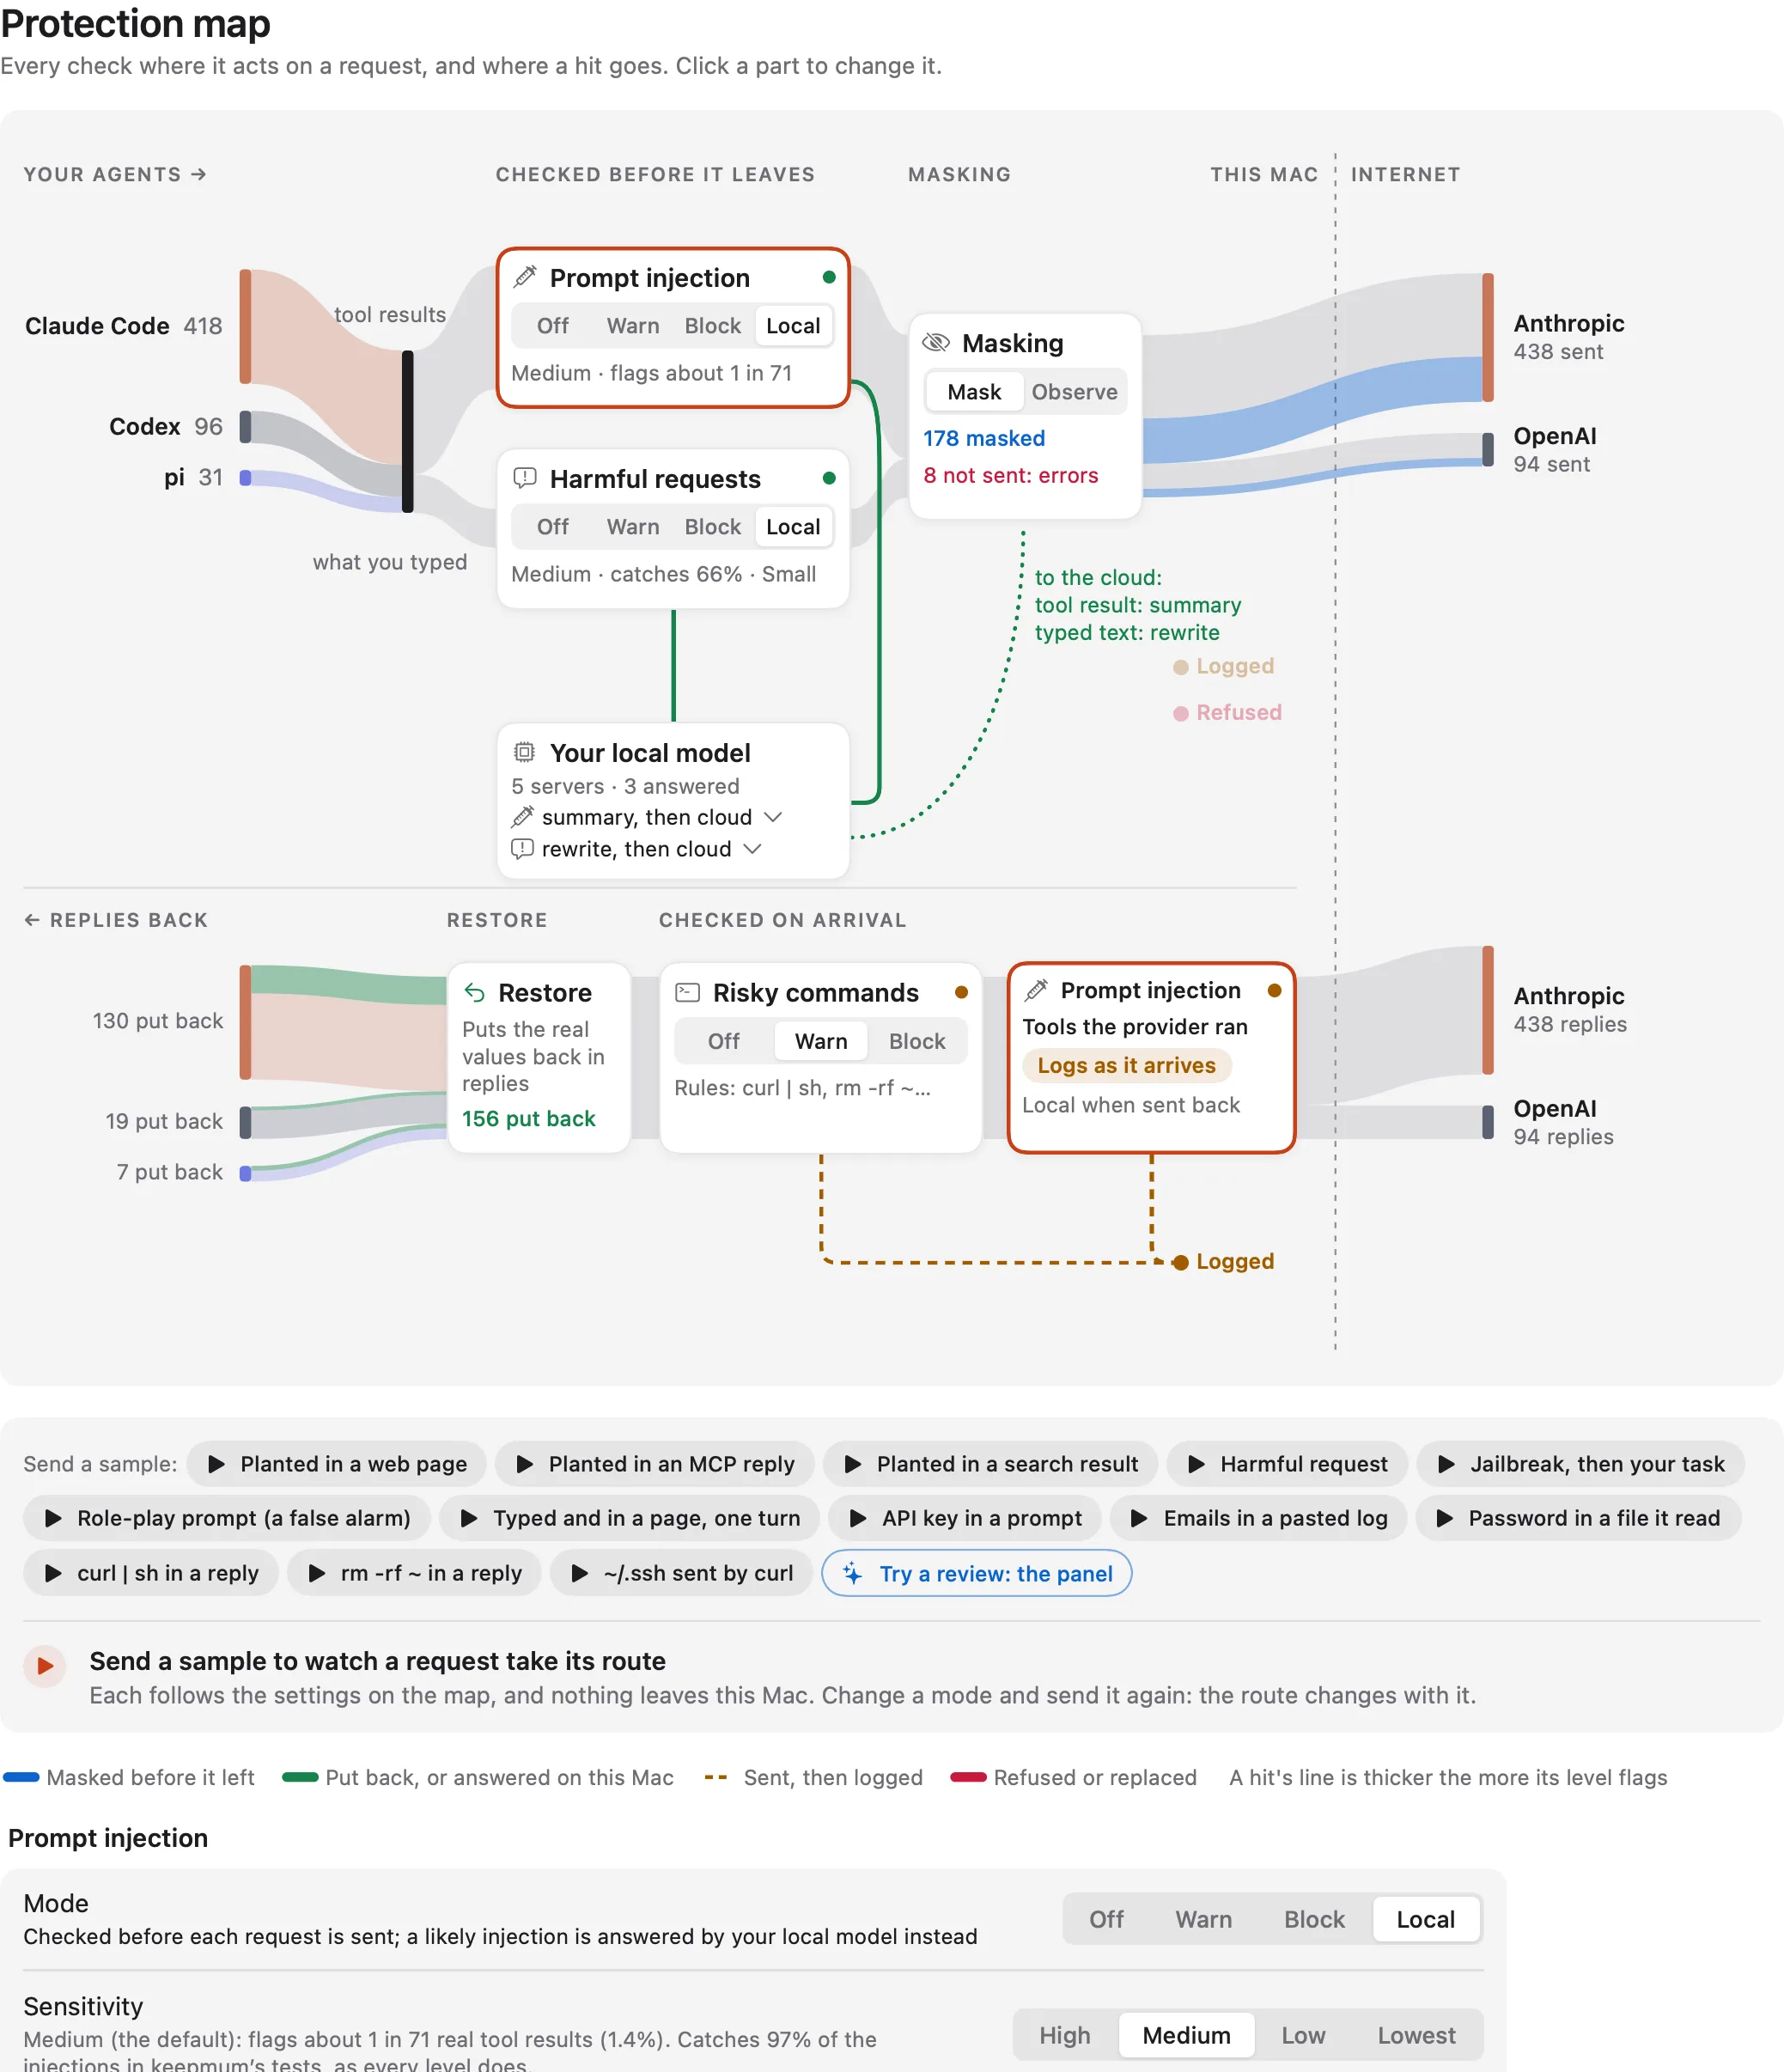 Protection map
Every check where it acts on a request, and where a hit goes. Click a part to change it.
YOUR AGENTS →
CHECKED BEFORE IT LEAVES
MASKING
THIS MAC
INTERNET
Claude Code 418
Codex 96
pi 31
tool results
what you typed
Prompt injection
Off Warn Block Local
Medium · flags about 1 in 71
Harmful requests
Off Warn Block Local
Medium · catches 66% · Small
Masking
Mask Observe
178 masked
8 not sent: errors
Anthropic
438 sent
OpenAI
94 sent
to the cloud:
tool result: summary
typed text: rewrite
Logged
Refused
Your local model
5 servers · 3 answered
summary, then cloud
rewrite, then cloud
← REPLIES BACK
RESTORE
CHECKED ON ARRIVAL
130 put back
19 put back
7 put back
Restore
Puts the real
values back in
replies
156 put back
Risky commands
Off Warn Block
Rules: curl | sh, rm -rf ~…
Prompt injection
Tools the provider ran
Logs as it arrives
Local when sent back
Anthropic
438 replies
OpenAI
94 replies
Logged
Send a sample: Planted in a web page Planted in an MCP reply Planted in a search result Harmful request Jailbreak, then your task
Role-play prompt (a false alarm) Typed and in a page, one turn API key in a prompt Emails in a pasted log Password in a file it read
curl | sh in a reply rm -rf ~ in a reply ~/.ssh sent by curl Try a review: the panel
Send a sample to watch a request take its route
Each follows the settings on the map, and nothing leaves this Mac. Change a mode and send it again: the route changes with it.
Masked before it left Put back, or answered on this Mac Sent, then logged Refused or replaced A hit's line is thicker the more its level flags
Prompt injection
Mode
Checked before each request is sent; a likely injection is answered by your local model instead
Off Warn Block Local
Sensitivity
Medium (the default): flags about 1 in 71 real tool results (1.4%). Catches 97% of the
injections in keepmum's tests, as every level does.
High Medium Low Lowest